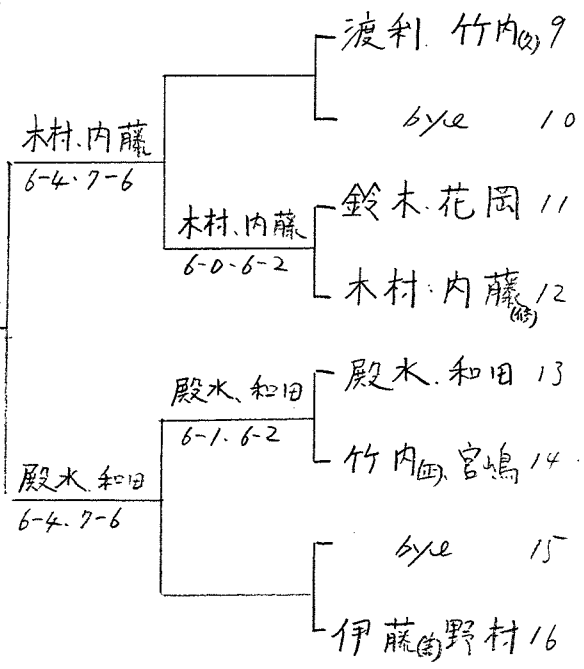 渡利.竹内(久) 9
bye 10
木村、内藤
6-4.7-6
鈴木.花岡 11
木村、内藤
6-0.6-2
木村.内藤(修) 12
殿水.和田 13
殿水、和田
6-1.6-2
竹内 宮嶋 14
殿水.和田
6-4.7-6
bye 15
伊藤 野村 16